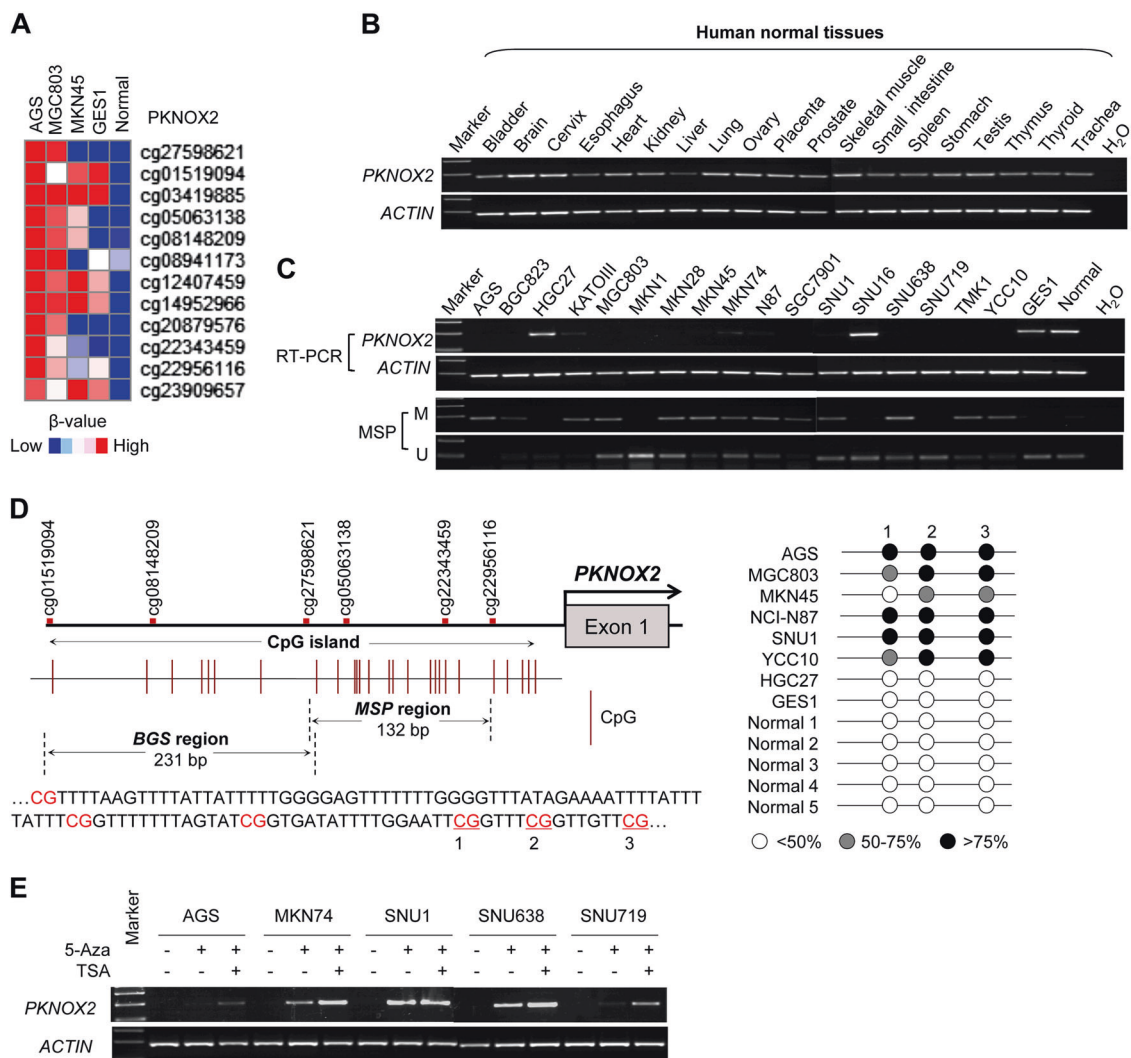 A
AGS
MGC803
MKN45
GES1
Normal
PKNOX2
cg27598621
cg01519094
cg03419885
cg05063138
cg08148209
cg08941173
cg12407459
cg14952966
cg20879576
cg22343459
cg22956116
cg23909657
β-value
Low High
B
Human normal tissues
Marker
Bladder
Brain
Cervix
Esophagus
Heart
Kidney
Liver
Lung
Ovary
Placenta
Prostate
Skeletal muscle
Small intestine
Spleen
Stomach
Testis
Thymus
Thyroid
Trachea
H2O
PKNOX2
ACTIN
C
Marker
AGS
BGC823
HGC27
KATOIII
MGC803
MKN1
MKN28
MKN45
MKN74
N87
SGC7901
SNU1
SNU16
SNU638
SNU719
TMK1
YCC10
GES1
Normal
H2O
RT-PCR
PKNOX2
ACTIN
MSP
M
U
D
cg01519094
cg08148209
cg27598621
cg05063138
cg22343459
cg22956116
PKNOX2
Exon 1
CpG island
MSP region
132 bp
CpG
BGS region
231 bp
...CGTTTTAAGTTTTATTATTTTTGGGGAGTTTTTTTGGGGTTTATAGAAAATTTTATTT
TATTTCGGTTTTTTTAGTATCGGTGATATTTTGGAATTCGGTTTCGGTTGTTCG...
1 2 3
1 2 3
AGS
MGC803
MKN45
NCI-N87
SNU1
YCC10
HGC27
GES1
Normal 1
Normal 2
Normal 3
Normal 4
Normal 5
<50% 50-75% >75%
E
Marker
AGS MKN74 SNU1 SNU638 SNU719
5-Aza - + + - + + - + + - + + - + +
TSA + + + + +
PKNOX2
ACTIN